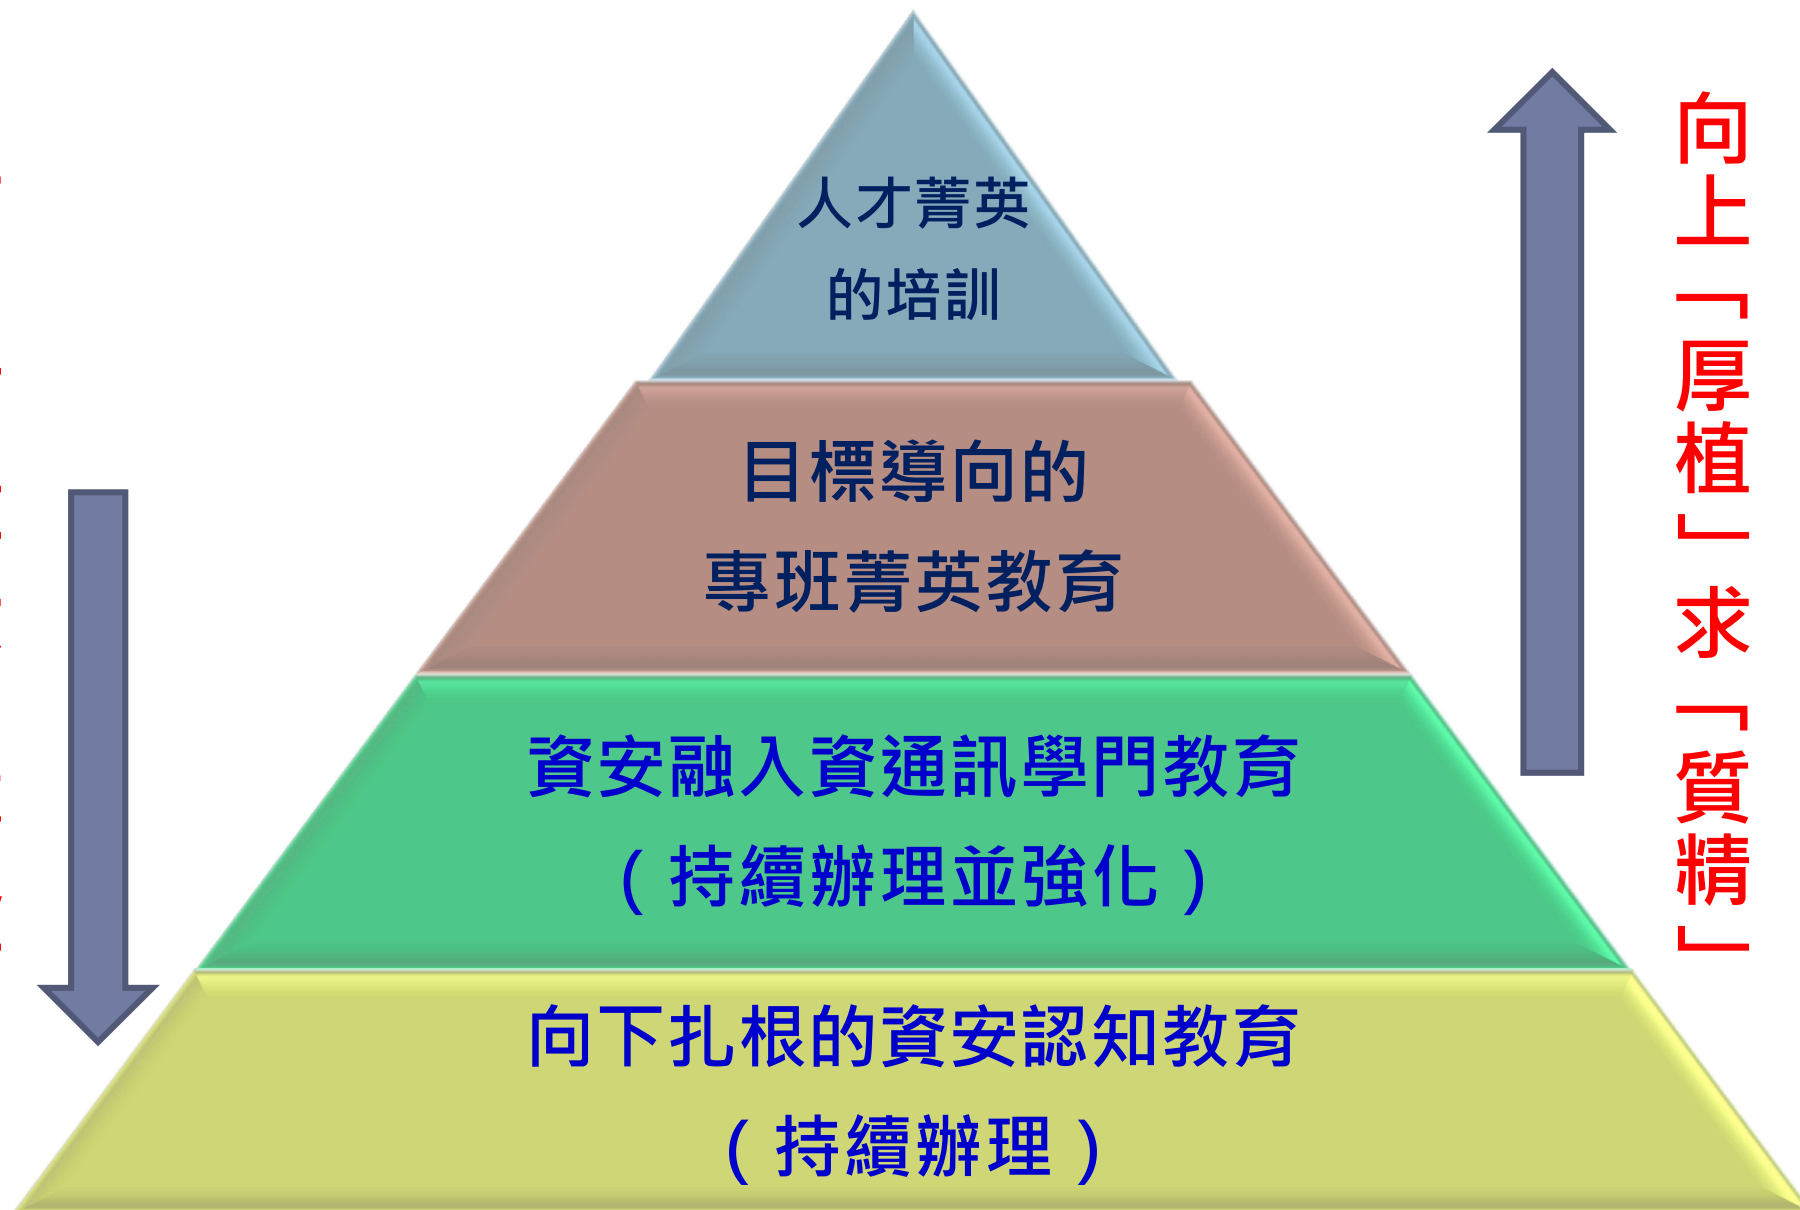 人才菁英
的培訓
目標導向的
專班菁英教育
資安融入資通訊學門教育
（持續辦理並強化）
向下扎根的資安認知教育
（持續辦理）
向上「厚植」求「質精」